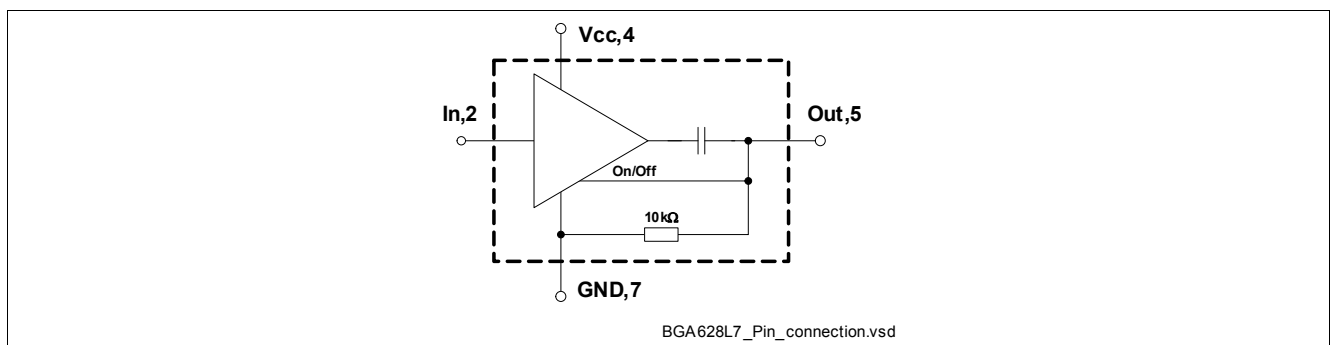 Vcc,4
In,2
Out,5
On/Off
10kΩ
GND,7
BGA628L7_Pin_connection.vsd